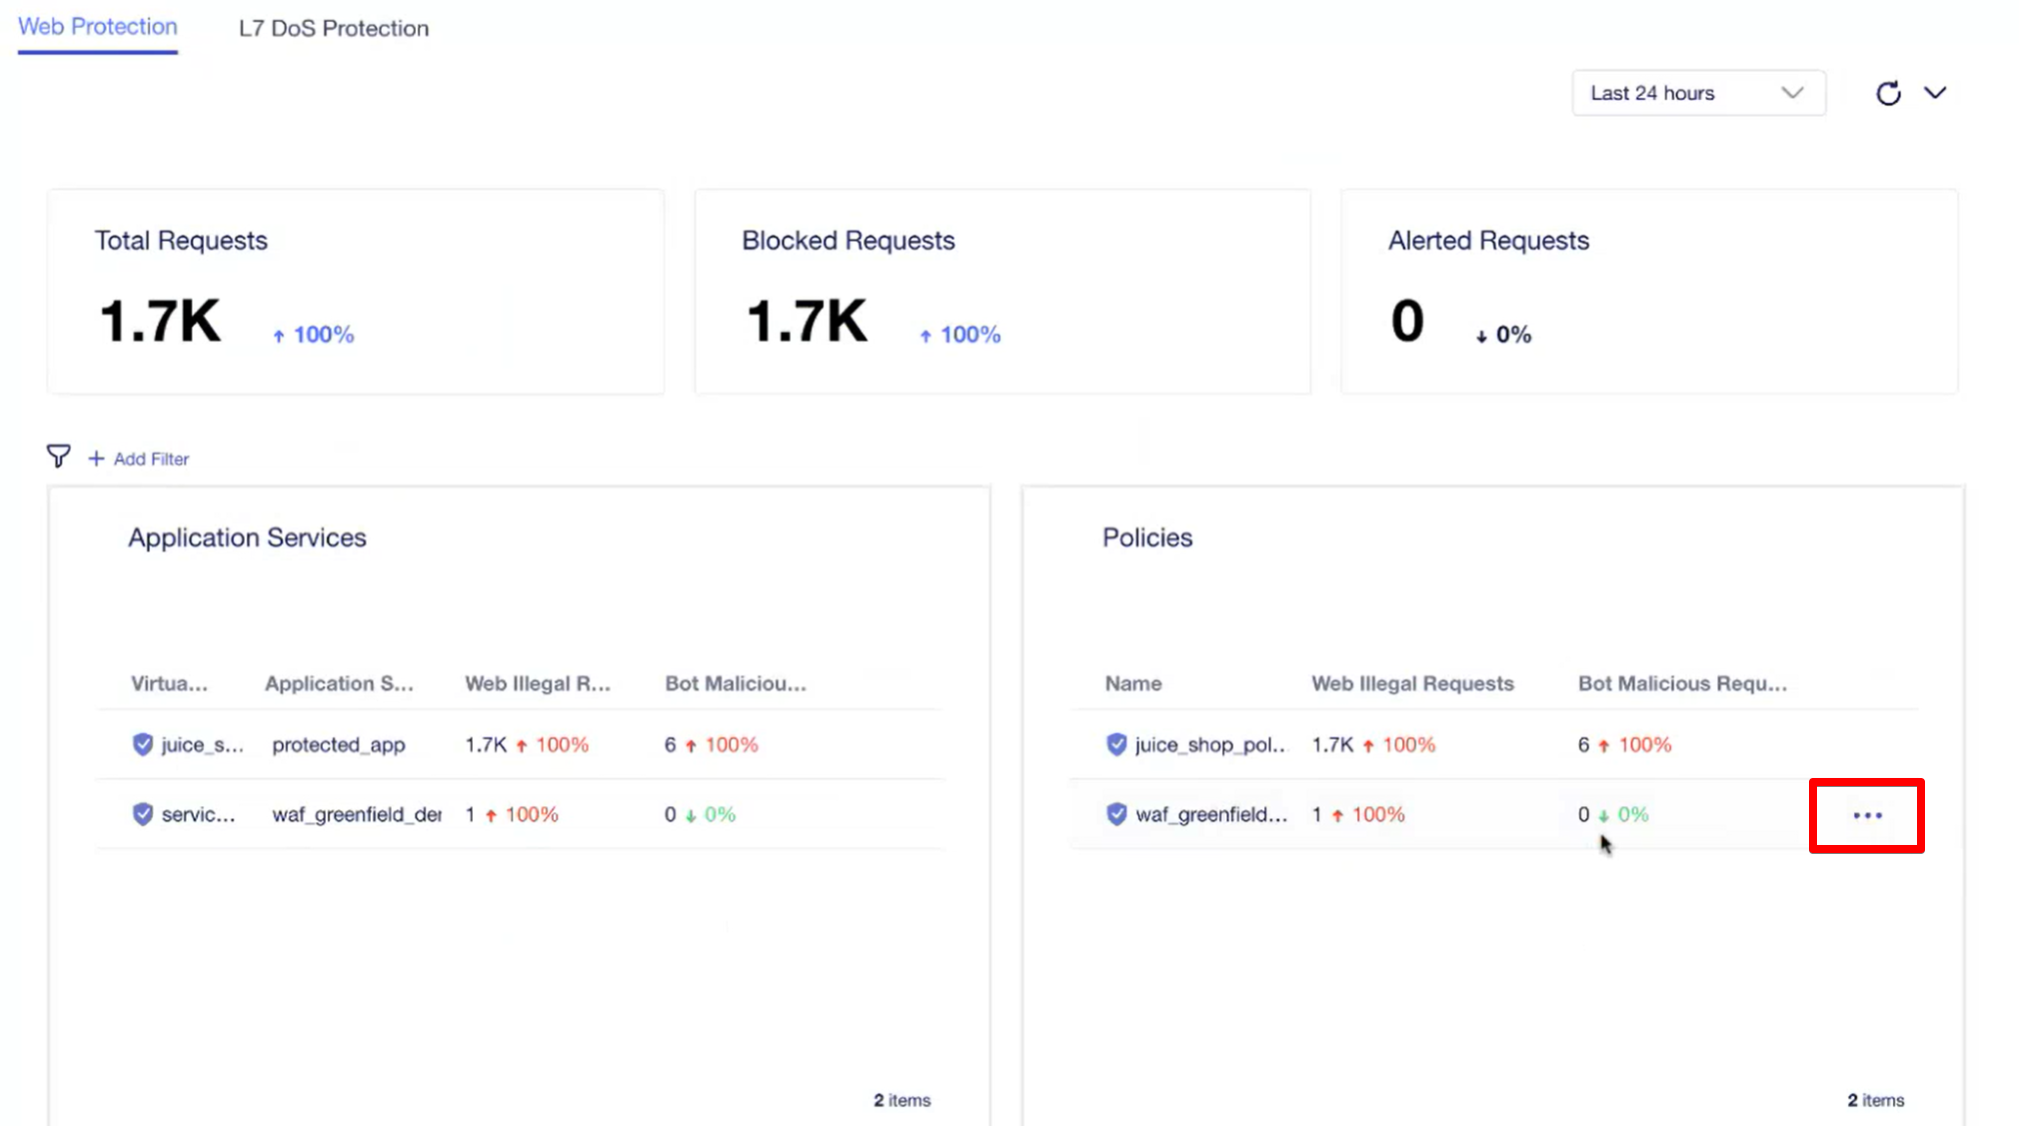 Web Protection
L7 DoS Protection
Last 24 hours
Total Requests
1.7K ↑ 100%
Blocked Requests
1.7K ↑ 100%
Alerted Requests
0 ↓ 0%
+ Add Filter
Application Services
Virtua... Application S... Web Illegal R... Bot Maliciou...
juice_s... protected_app 1.7K ↑ 100% 6 ↑ 100%
servic... waf_greenfield_der 1 ↑ 100% 0 ↓ 0%
2 items
Policies
Name Web Illegal Requests Bot Malicious Requ...
juice_shop_pol... 1.7K ↑ 100% 6 ↑ 100%
waf_greenfield... 1 ↑ 100% 0 ↓ 0% ...
2 items